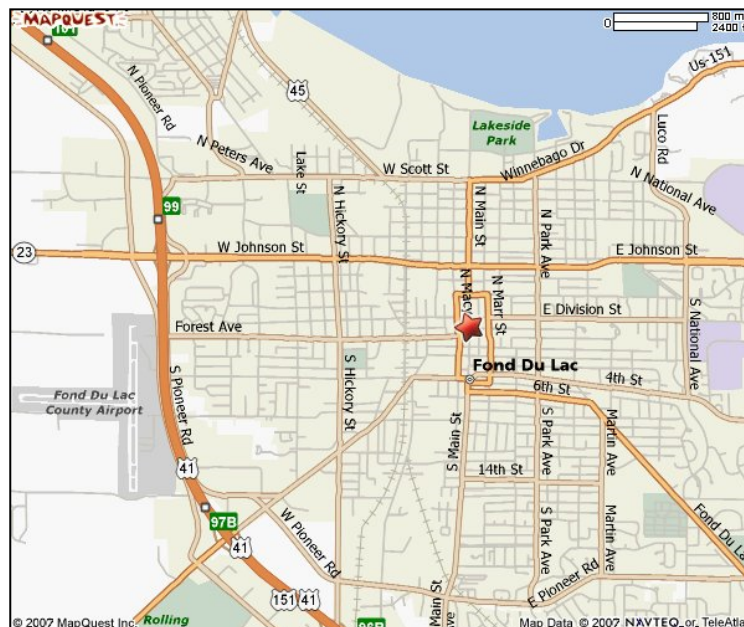 MAPQUEST
0
800 m
2400 ft
N Pioneer Rd
45
Us-151
Lakeside
Park
Luco Rd
N Peters Ave
Lake St
W Scott St
Winnebago Dr
N National Ave
99
N Hickory St
N Main St
N Park Ave
23
W Johnson St
E Johnson St
N Macy
N Marr St
E Division St
Forest Ave
S National Ave
Fond Du Lac
4th St
6th St
S Hickory St
Fond Du Lac
County Airport
S Pioneer Rd
41
S Main St
S Park Ave
Martin Ave
14th St
97B
41
W Pioneer Rd
S Park Ave
Martin Ave
Fond Du La
E Pioneer Rd
151 41
Main St
Ave
Rolling
© 2007 MapQuest Inc.
Map Data © 2007 NAVTEQ or TeleAtla